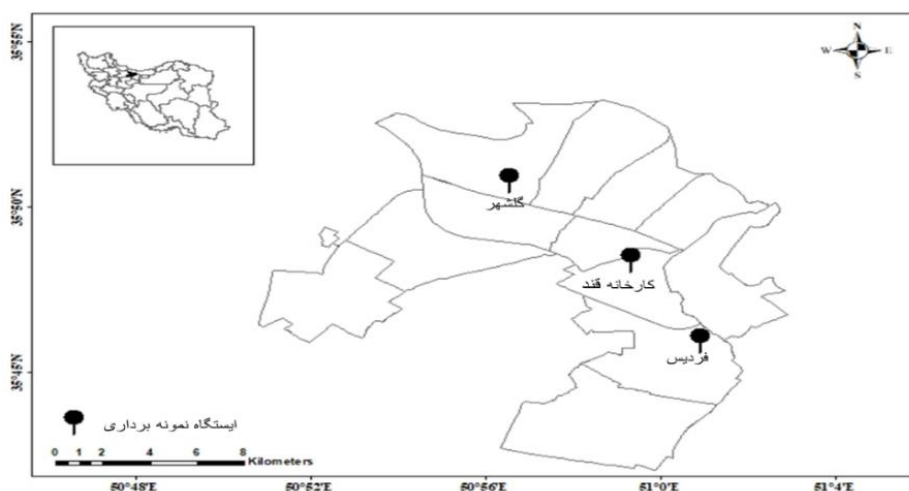 N
W E
S
35°55'N
35°50'N
35°45'N
گلشهر
کارخانه قند
فردیس
ایستگاه نمونه برداری
0 1 2 4 6 8
Kilometers
50°48'E 50°52'E 50°56'E 51°0'E 51°4'E